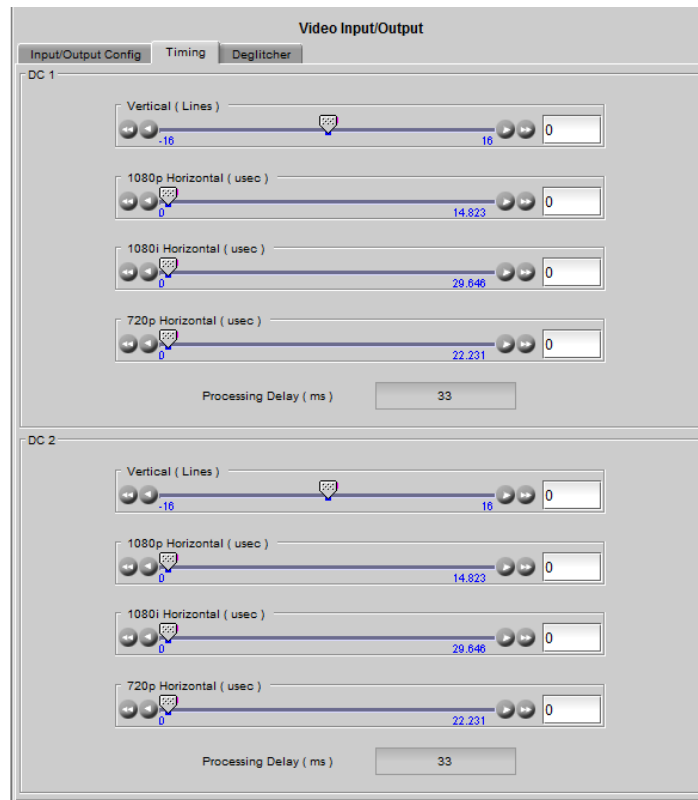 Video Input/Output
Input/Output Config Timing Deglitcher
DC 1
Vertical ( Lines )
-16 16 0
1080p Horizontal ( usec )
0 14.823 0
1080i Horizontal ( usec )
0 29.646 0
720p Horizontal ( usec )
0 22.231 0
Processing Delay ( ms ) 33
DC 2
Vertical ( Lines )
-16 16 0
1080p Horizontal ( usec )
0 14.823 0
1080i Horizontal ( usec )
0 29.646 0
720p Horizontal ( usec )
0 22.231 0
Processing Delay ( ms ) 33